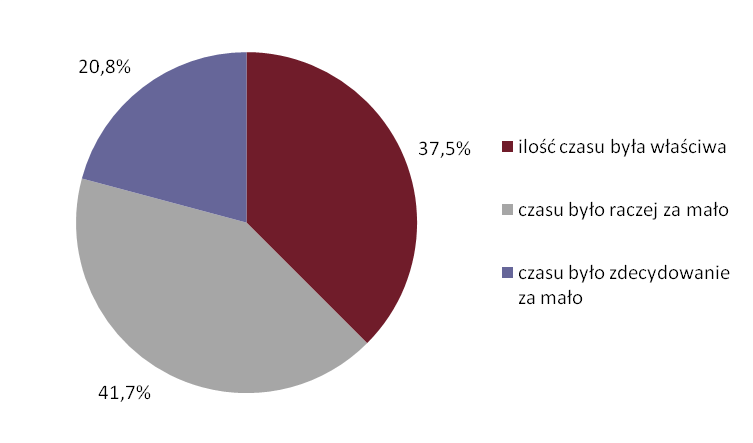 20,8%
37,5%
41,7%
ilość czasu była właściwa
czasu było raczej za mało
czasu było zdecydowanie
za mało